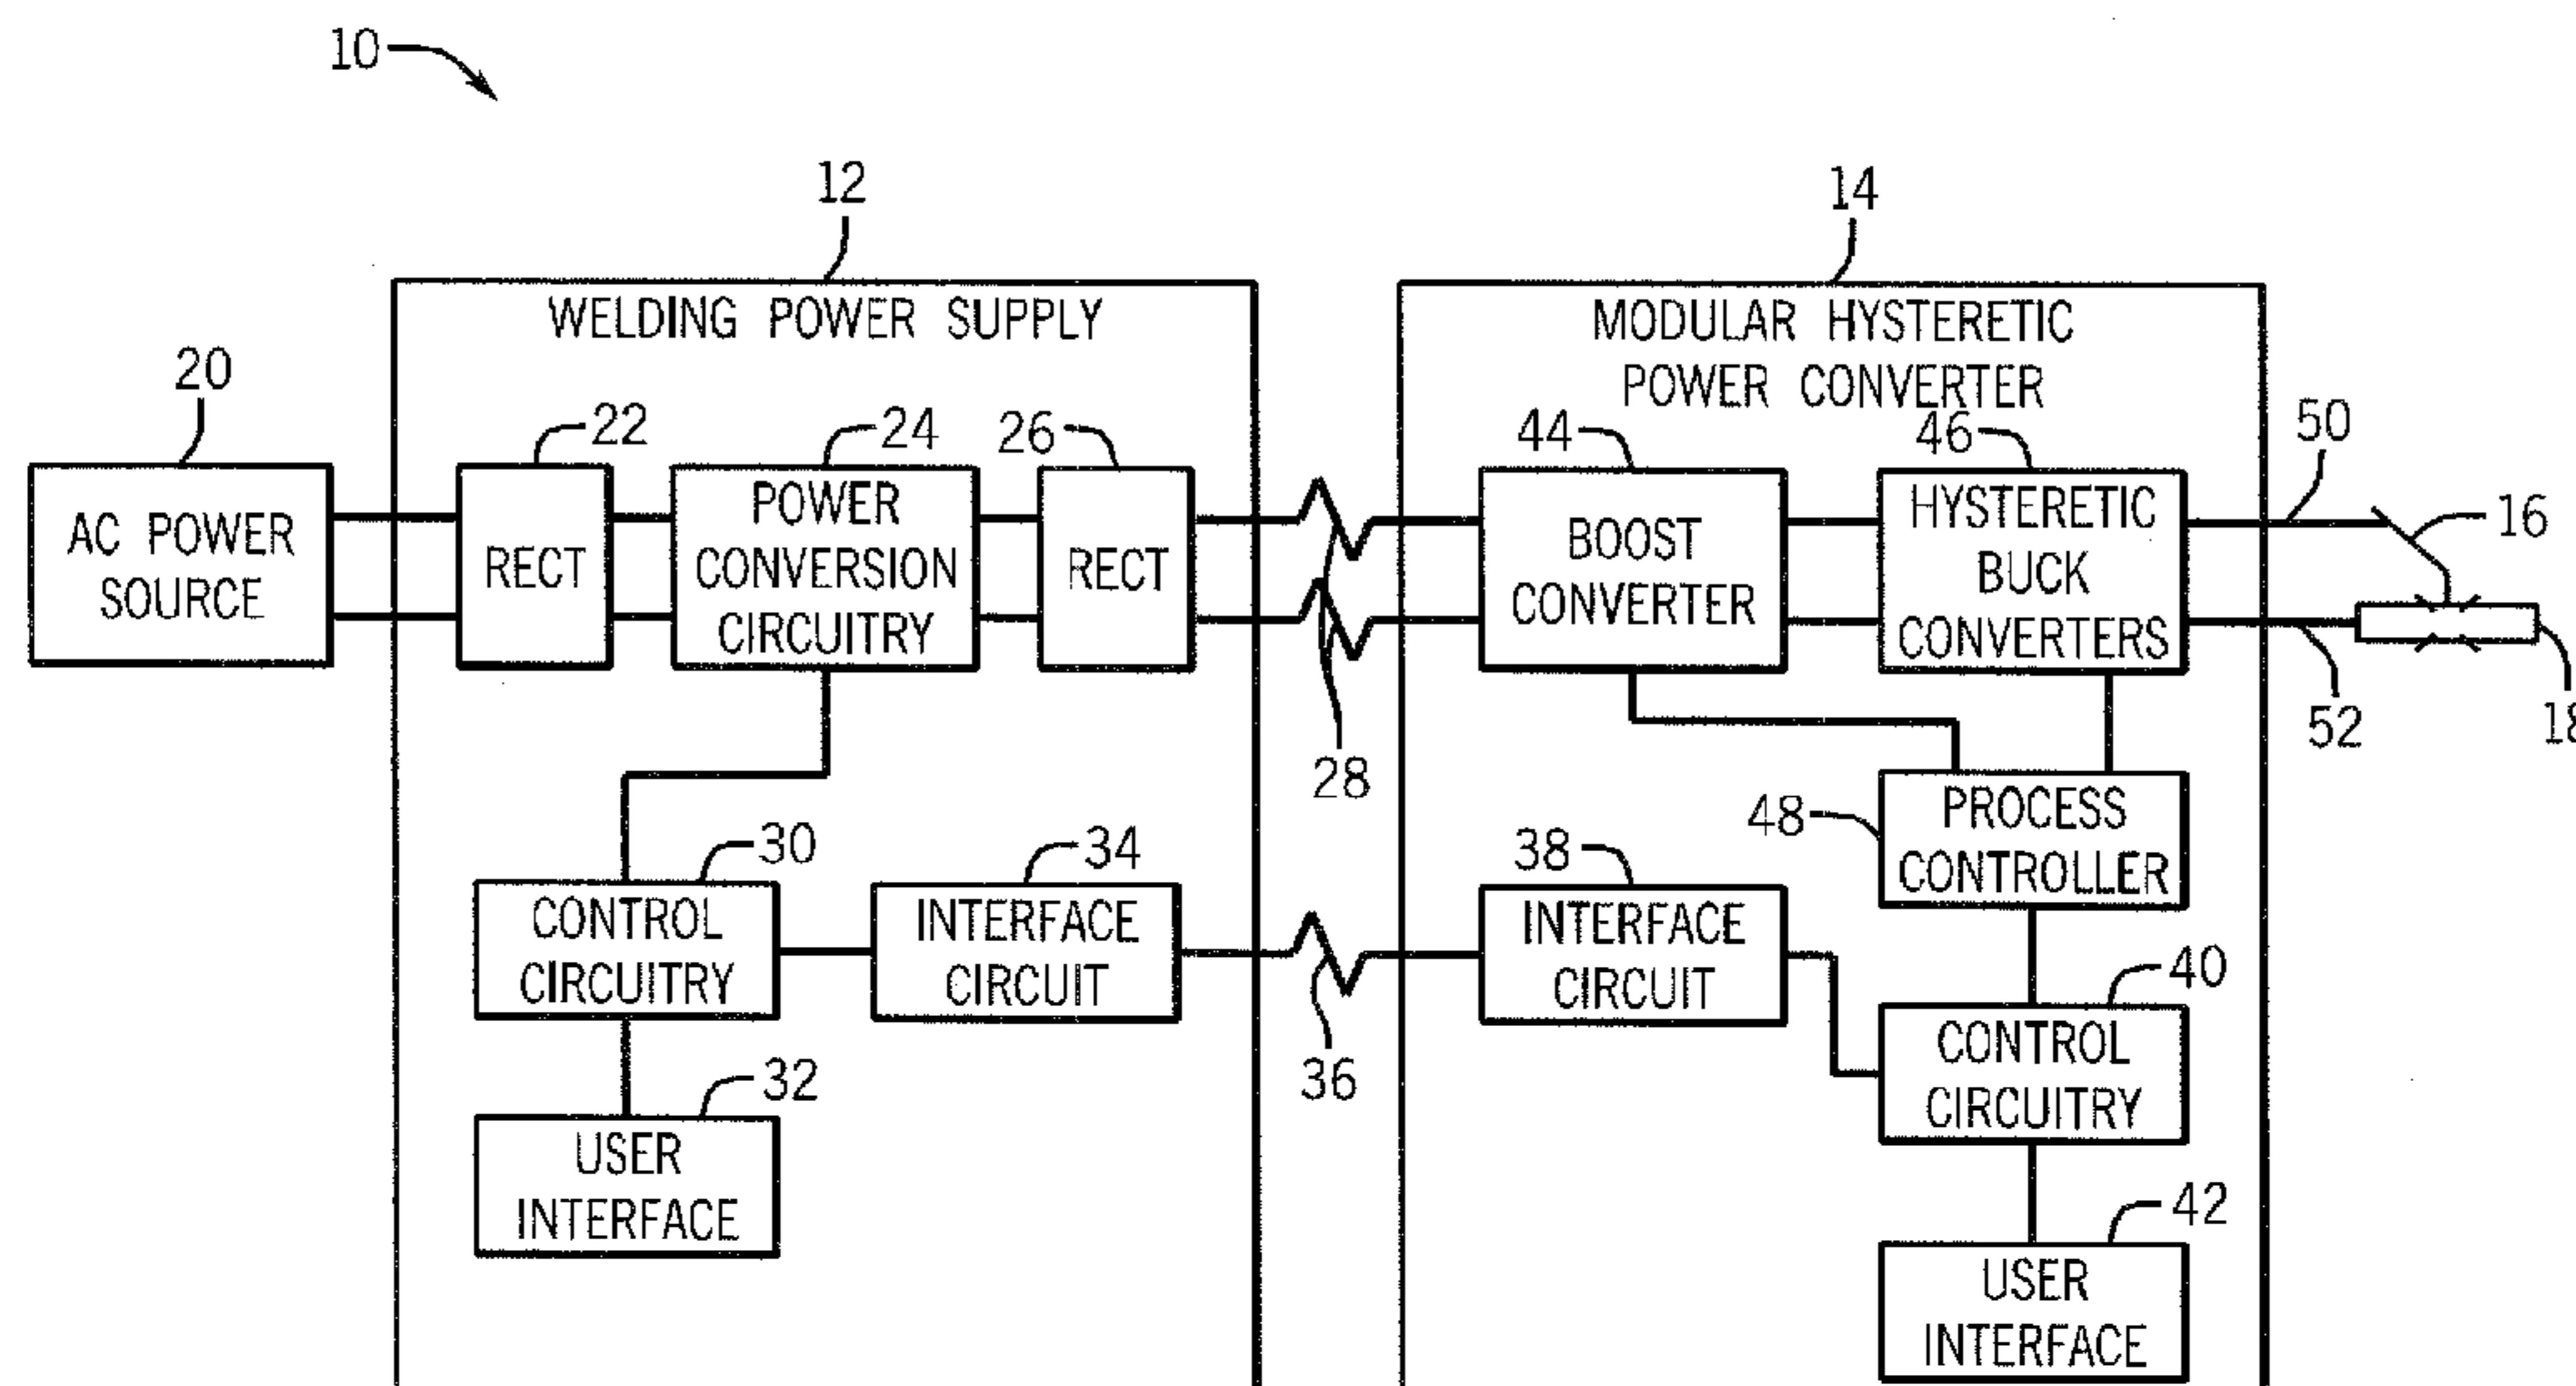 10
12
14
WELDING POWER SUPPLY
MODULAR HYSTERETIC
POWER CONVERTER
20
22
24
26
44
46
50
16
AC POWER
SOURCE
RECT
POWER
CONVERSION
CIRCUITRY
RECT
BOOST
CONVERTER
HYSTERETIC
BUCK
CONVERTERS
28
52
18
30
34
38
48
PROCESS
CONTROLLER
CONTROL
CIRCUITRY
INTERFACE
CIRCUIT
36
INTERFACE
CIRCUIT
40
CONTROL
CIRCUITRY
32
USER
INTERFACE
42
USER
INTERFACE